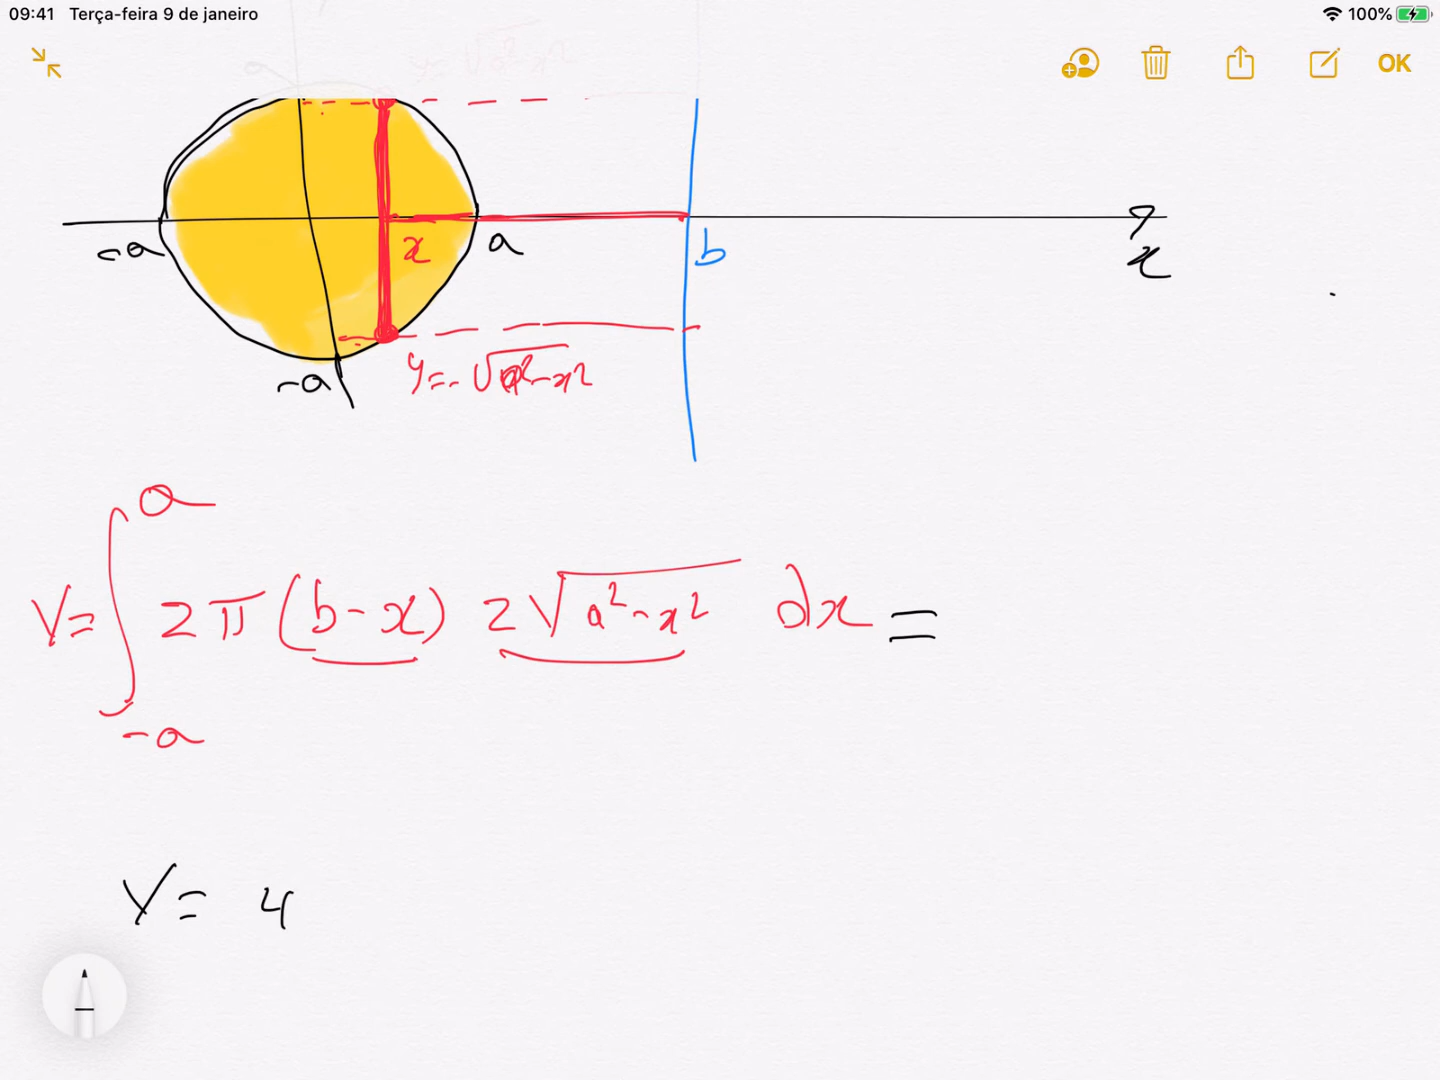 09:41 Terça-feira 9 de janeiro 100%
OK
-a x a b x
-a y=-√a²-x²
a
V=∫ 2π(b-x) 2√a²-x² dx =
-a
V= 4